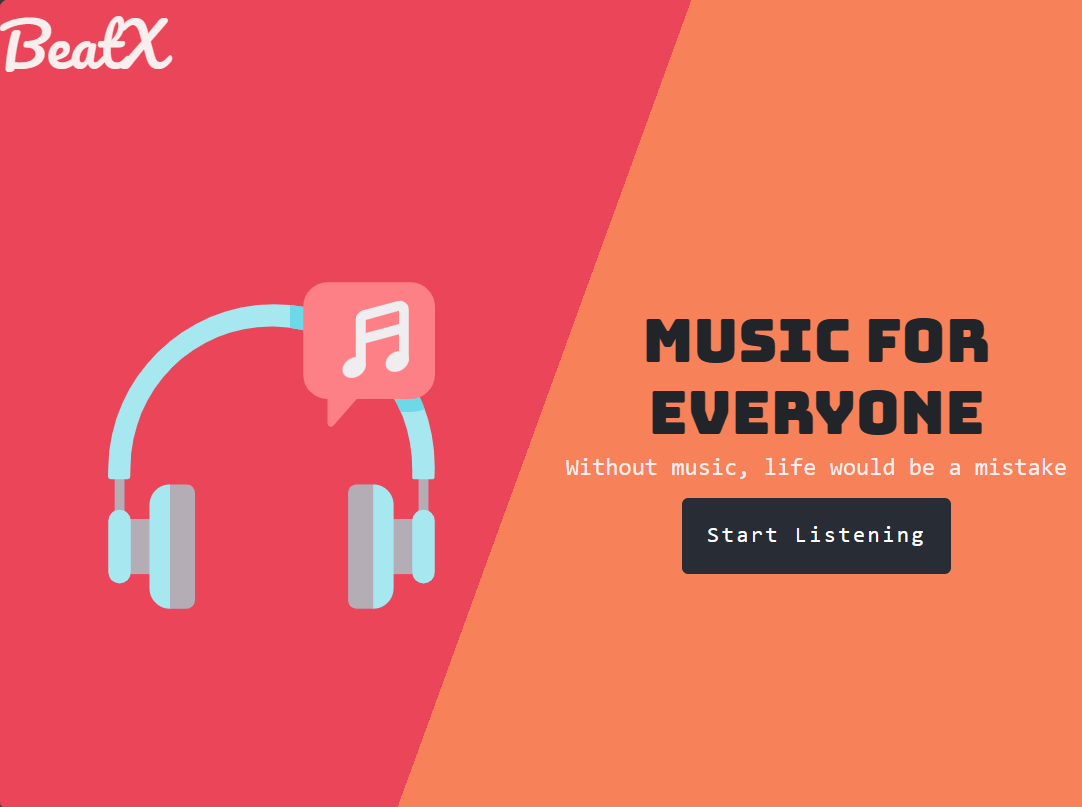 BeatX
MUSIC FOR
EVERYONE
Without music, life would be a mistake
Start Listening